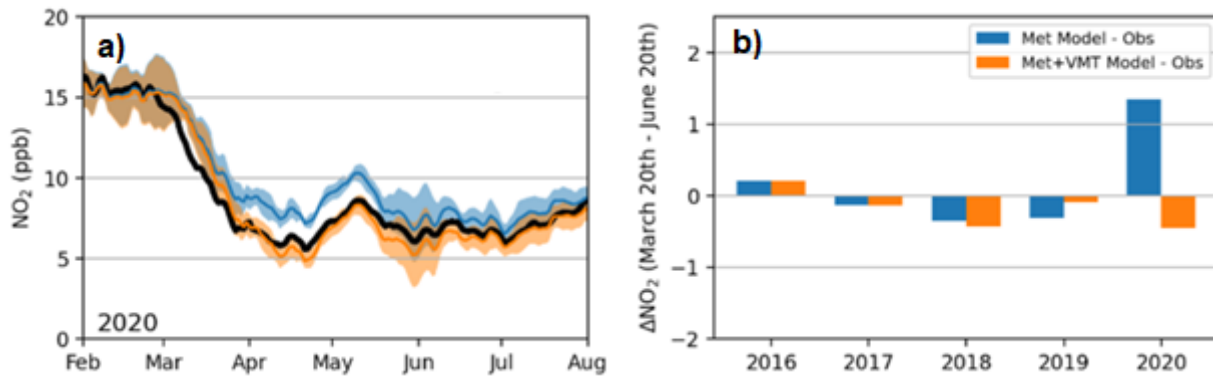 a)
20
15
10
5
0
NO₂ (ppb)
2020
Feb Mar Apr May Jun Jul Aug
b)
Met Model - Obs
Met+VMT Model - Obs
2
1
0
−1
−2
ΔNO₂ (March 20th - June 20th)
2016 2017 2018 2019 2020